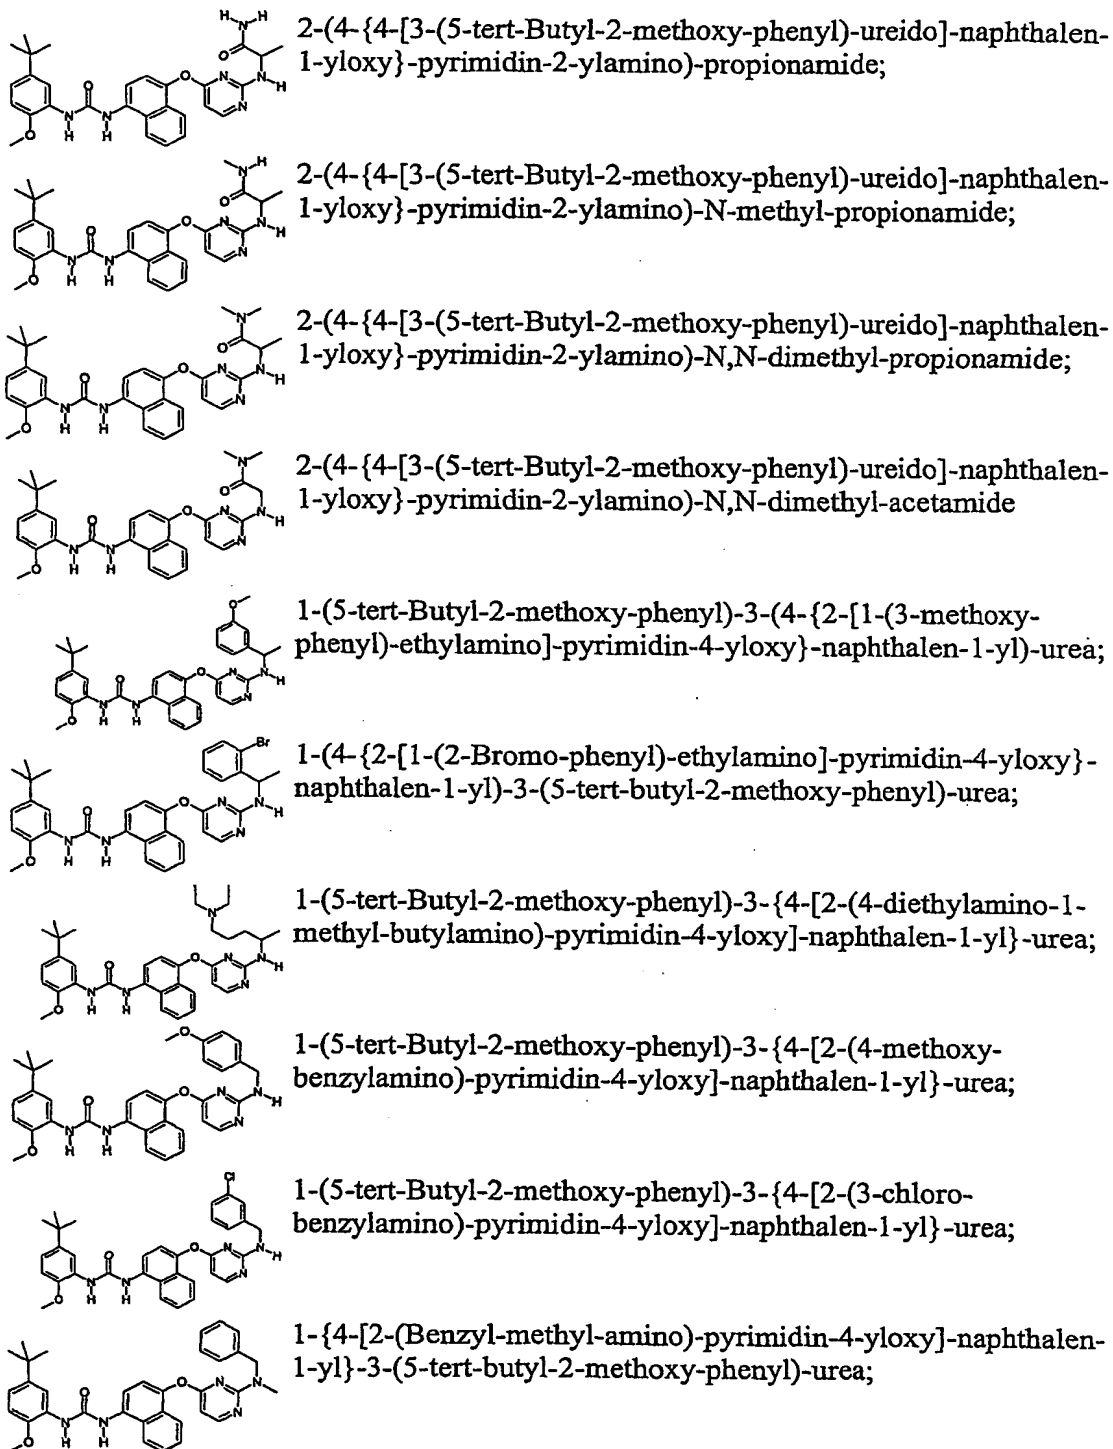 2-(4-{4-[3-(5-tert-Butyl-2-methoxy-phenyl)-ureido]-naphthalen-
1-yloxy}-pyrimidin-2-ylamino)-propionamide;
2-(4-{4-[3-(5-tert-Butyl-2-methoxy-phenyl)-ureido]-naphthalen-
1-yloxy}-pyrimidin-2-ylamino)-N-methyl-propionamide;
2-(4-{4-[3-(5-tert-Butyl-2-methoxy-phenyl)-ureido]-naphthalen-
1-yloxy}-pyrimidin-2-ylamino)-N,N-dimethyl-propionamide;
2-(4-{4-[3-(5-tert-Butyl-2-methoxy-phenyl)-ureido]-naphthalen-
1-yloxy}-pyrimidin-2-ylamino)-N,N-dimethyl-acetamide
1-(5-tert-Butyl-2-methoxy-phenyl)-3-(4-{2-[1-(3-methoxy-
phenyl)-ethylamino]-pyrimidin-4-yloxy}-naphthalen-1-yl)-urea;
1-(4-{2-[1-(2-Bromo-phenyl)-ethylamino]-pyrimidin-4-yloxy}-
naphthalen-1-yl)-3-(5-tert-butyl-2-methoxy-phenyl)-urea;
1-(5-tert-Butyl-2-methoxy-phenyl)-3-{4-[2-(4-diethylamino-1-
methyl-butylamino)-pyrimidin-4-yloxy]-naphthalen-1-yl}-urea;
1-(5-tert-Butyl-2-methoxy-phenyl)-3-{4-[2-(4-methoxy-
benzylamino)-pyrimidin-4-yloxy]-naphthalen-1-yl}-urea;
1-(5-tert-Butyl-2-methoxy-phenyl)-3-{4-[2-(3-chloro-
benzylamino)-pyrimidin-4-yloxy]-naphthalen-1-yl}-urea;
1-{4-[2-(Benzyl-methyl-amino)-pyrimidin-4-yloxy]-naphthalen-
1-yl}-3-(5-tert-butyl-2-methoxy-phenyl)-urea;